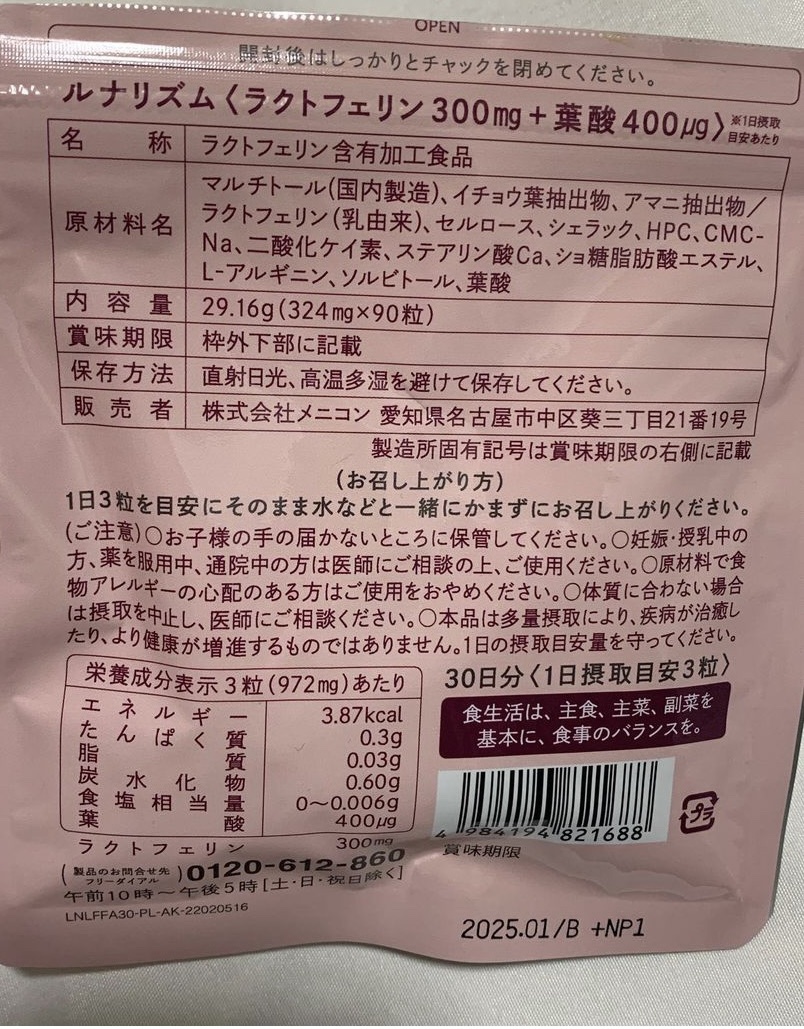 OPEN
開封後はしっかりとチャックを閉めてください。
ルナリズム〈ラクトフェリン300mg+葉酸400μg〉※1日摂取目安あたり
名称 ラクトフェリン含有加工食品
原材料名 マルチトール(国内製造)、イチョウ葉抽出物、アマニ抽出物/
ラクトフェリン(乳由来)、セルロース、シェラック、HPC、CMC-
Na、二酸化ケイ素、ステアリン酸Ca、ショ糖脂肪酸エステル、
L-アルギニン、ソルビトール、葉酸
内容量 29.16g(324mg×90粒)
賞味期限 枠外下部に記載
保存方法 直射日光、高温多湿を避けて保存してください。
販売者 株式会社メニコン 愛知県名古屋市中区葵三丁目21番19号
製造所固有記号は賞味期限の右側に記載
(お召し上がり方)
1日3粒を目安にそのまま水などと一緒にかまずにお召し上がりください。
(ご注意)○お子様の手の届かないところに保管してください。○妊娠・授乳中の
方、薬を服用中、通院中の方は医師にご相談の上、ご使用ください。○原材料で食
物アレルギーの心配のある方はご使用をおやめください。○体質に合わない場合
は摂取を中止し、医師にご相談ください。○本品は多量摂取により、疾病が治癒し
たり、より健康が増進するものではありません。1日の摂取目安量を守ってください。
栄養成分表示 3粒(972mg)あたり
エネルギー 3.87kcal
たんぱく質 0.3g
脂質 0.03g
炭水化物 0.60g
食塩相当量 0〜0.006g
葉酸 400μg
ラクトフェリン 300mg
(製品のお問合せ先 フリーダイアル)0120-612-860
午前10時〜午後5時[土・日・祝日除く]
LNLFFA30-PL-AK-22020516
30日分〈1日摂取目安3粒〉
食生活は、主食、主菜、副菜を
基本に、食事のバランスを。
4 984194 821688
プラ
賞味期限
2025.01/B +NP1